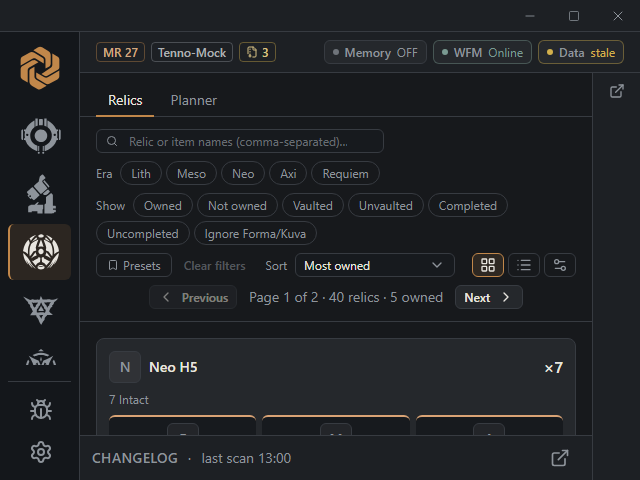 MR 27 Tenno-Mock 3 Memory OFF WFM Online Data stale
Relics Planner
Relic or item names (comma-separated)...
Era Lith Meso Neo Axi Requiem
Show Owned Not owned Vaulted Unvaulted Completed
Uncompleted Ignore Forma/Kuva
Presets Clear filters Sort Most owned
Previous Page 1 of 2 · 40 relics · 5 owned Next
N Neo H5 ×7
7 Intact
CHANGELOG · last scan 13:00